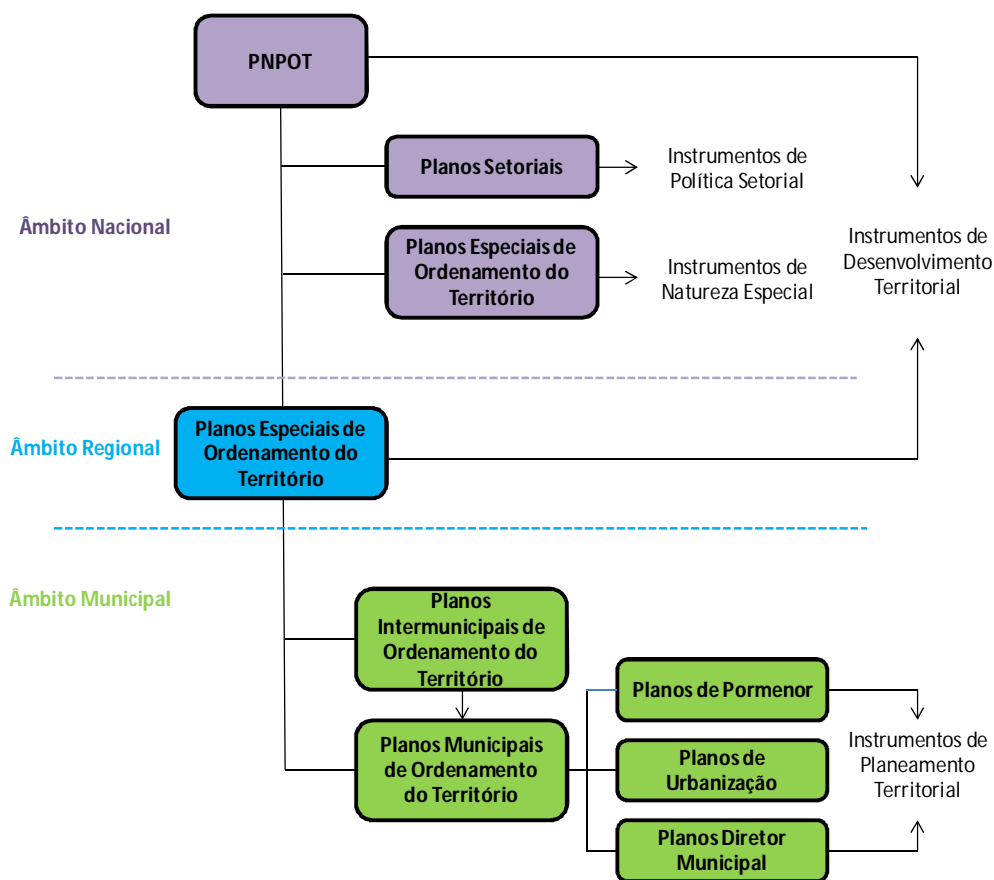 PNPOT
Planos Setoriais
Instrumentos de
Política Setorial
Âmbito Nacional
Planos Especiais de
Ordenamento do
Território
Instrumentos de
Natureza Especial
Instrumentos de
Desenvolvimento
Territorial
Âmbito Regional
Planos Especiais de
Ordenamento do
Território
Âmbito Municipal
Planos
Intermunicipais de
Ordenamento do
Território
Planos Municipais
de Ordenamento
do Território
Planos de Pormenor
Planos de
Urbanização
Planos Diretor
Municipal
Instrumentos de
Planeamento
Territorial